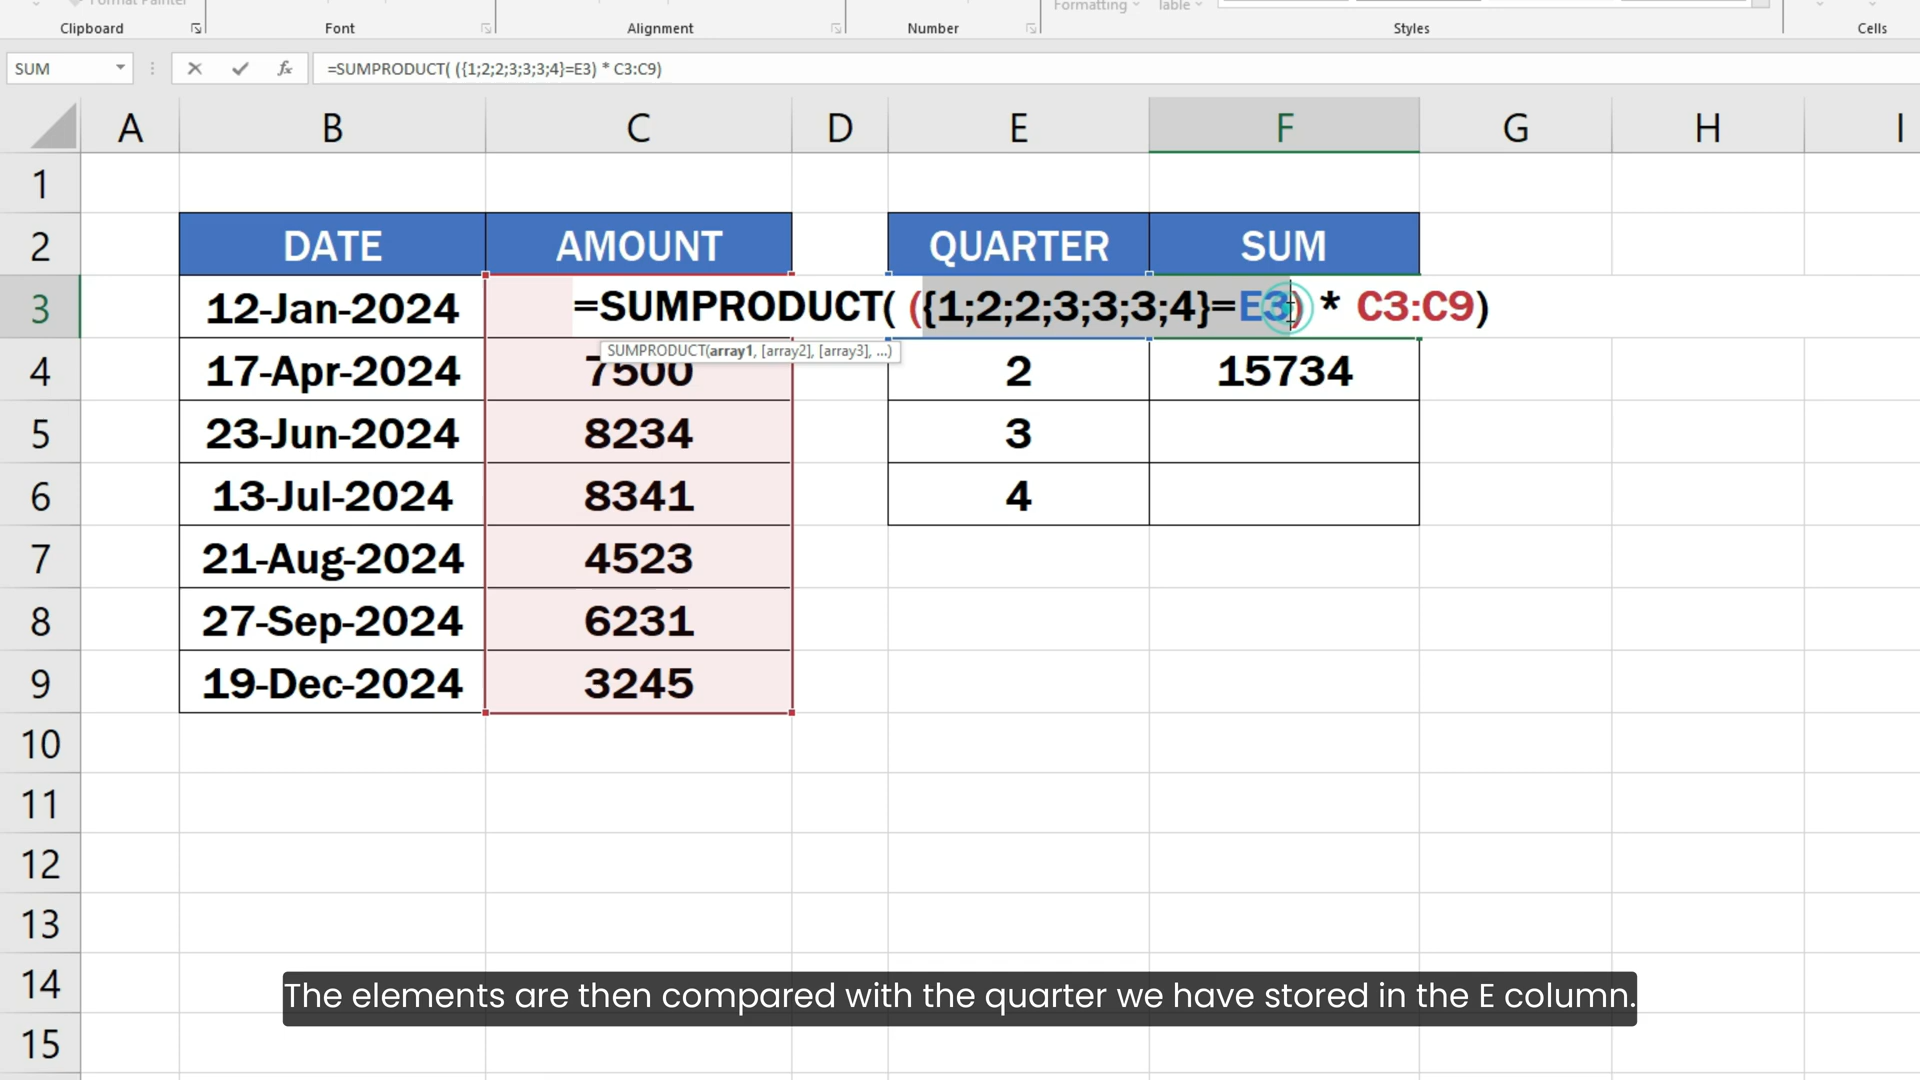 Format Painter
Formatting Table
Clipboard Font Alignment Number Styles Cells
SUM fx =SUMPRODUCT( ({1;2;2;3;3;3;4}=E3) * C3:C9)
A B C D E F G H I
1
2 DATE AMOUNT QUARTER SUM
3 12-Jan-2024 =SUMPRODUCT( ({1;2;2;3;3;3;4}=E3) * C3:C9)
SUMPRODUCT(array1, [array2], [array3], ...)
4 17-Apr-2024 7500 2 15734
5 23-Jun-2024 8234 3
6 13-Jul-2024 8341 4
7 21-Aug-2024 4523
8 27-Sep-2024 6231
9 19-Dec-2024 3245
10
11
12
13
14
The elements are then compared with the quarter we have stored in the E column.
15